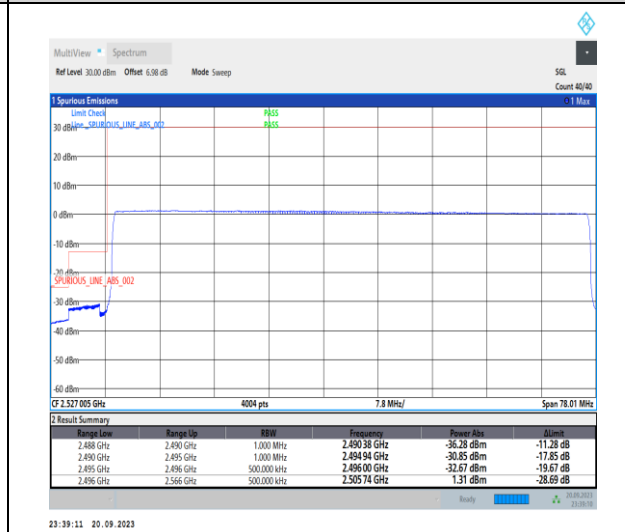 MultiView Spectrum
Ref Level 30.00 dBm Offset 6.98 dB Mode Sweep SGL
Count 40/40
1 Spurious Emissions 1 Max
Limit Check PASS
Line _SPURIOUS_LINE_ABS_002 PASS
30 dBm
20 dBm
10 dBm
0 dBm
-10 dBm
-20 dBm
_SPURIOUS_LINE_ABS_002
-30 dBm
-40 dBm
-50 dBm
-60 dBm
CF 2.527 005 GHz 4004 pts 7.8 MHz/ Span 78.01 MHz
2 Result Summary
Range Low Range Up RBW Frequency Power Abs ΔLimit
2.488 GHz 2.490 GHz 1.000 MHz 2.490 38 GHz -36.28 dBm -11.28 dB
2.490 GHz 2.495 GHz 1.000 MHz 2.494 94 GHz -30.85 dBm -17.85 dB
2.495 GHz 2.496 GHz 500.000 kHz 2.496 00 GHz -32.67 dBm -19.67 dB
2.496 GHz 2.566 GHz 500.000 kHz 2.505 74 GHz 1.31 dBm -28.69 dB
Ready 20.09.2023
23:39:10
23:39:11 20.09.2023